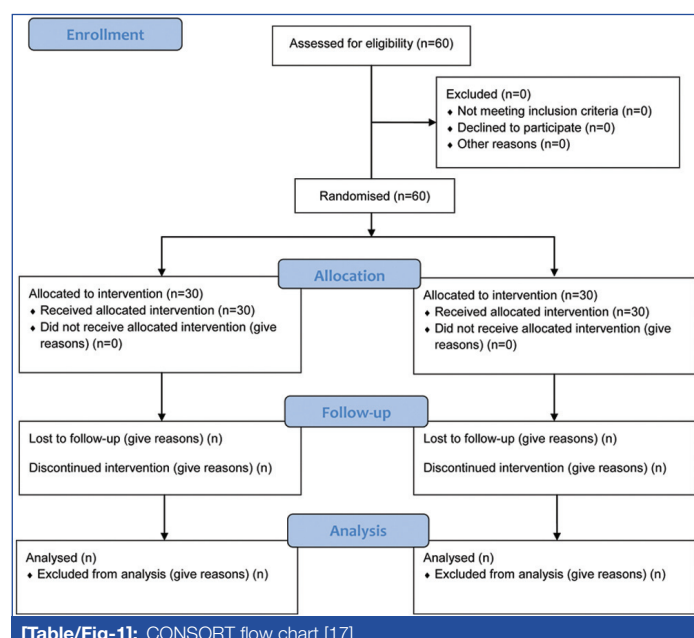 Enrollment
Assessed for eligibility (n=60)
Excluded (n=0)
♦ Not meeting inclusion criteria (n=0)
♦ Declined to participate (n=0)
♦ Other reasons (n=0)
Randomised (n=60)
Allocation
Allocated to intervention (n=30)
♦ Received allocated intervention (n=30)
♦ Did not receive allocated intervention (give
reasons) (n=0)
Allocated to intervention (n=30)
♦ Received allocated intervention (n=30)
♦ Did not receive allocated intervention (give
reasons) (n=0)
Follow-up
Lost to follow-up (give reasons) (n)
Discontinued intervention (give reasons) (n)
Lost to follow-up (give reasons) (n)
Discontinued intervention (give reasons) (n)
Analysis
Analysed (n)
♦ Excluded from analysis (give reasons) (n)
Analysed (n)
♦ Excluded from analysis (give reasons) (n)
[Table/Fig-1]: CONSORT flow chart [17]